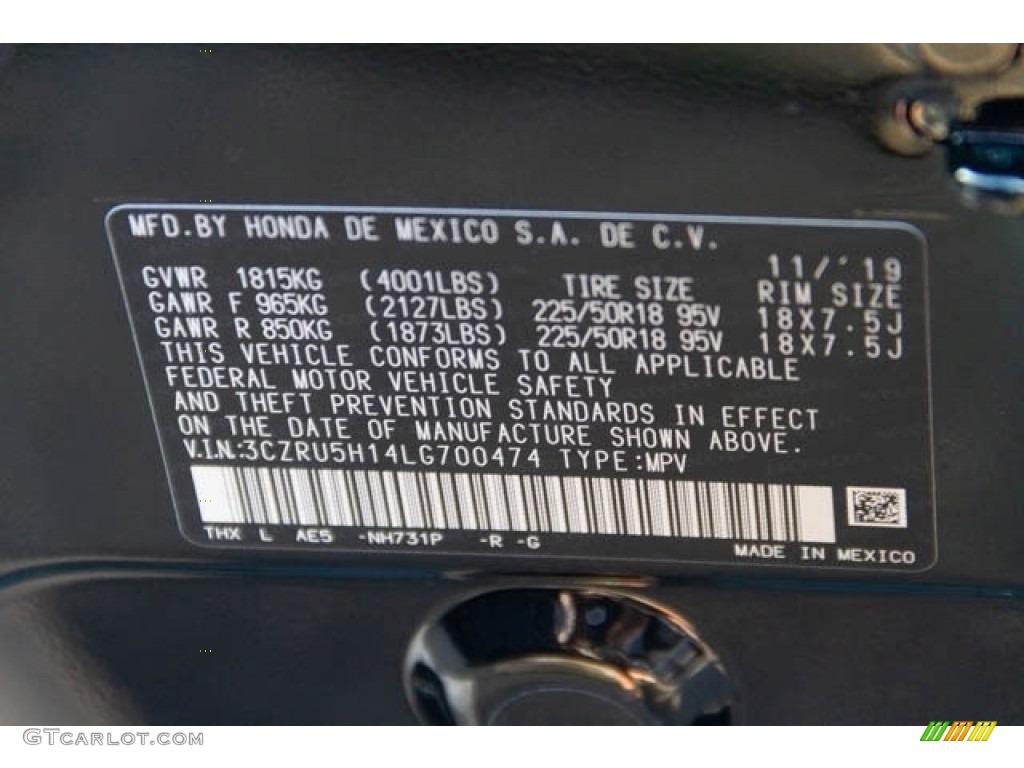 MFD.BY HONDA DE MEXICO S.A. DE C.V.
11/'19
GVWR 1815KG (4001LBS) TIRE SIZE RIM SIZE
GAWR F 965KG (2127LBS) 225/50R18 95V 18X7.5J
GAWR R 850KG (1873LBS) 225/50R18 95V 18X7.5J
THIS VEHICLE CONFORMS TO ALL APPLICABLE
FEDERAL MOTOR VEHICLE SAFETY
AND THEFT PREVENTION STANDARDS IN EFFECT
ON THE DATE OF MANUFACTURE SHOWN ABOVE.
V.I.N.:3CZRU5H14LG700474 TYPE:MPV
THX L AE5 -NH731P -R -G
MADE IN MEXICO
GTCARLOT.COM